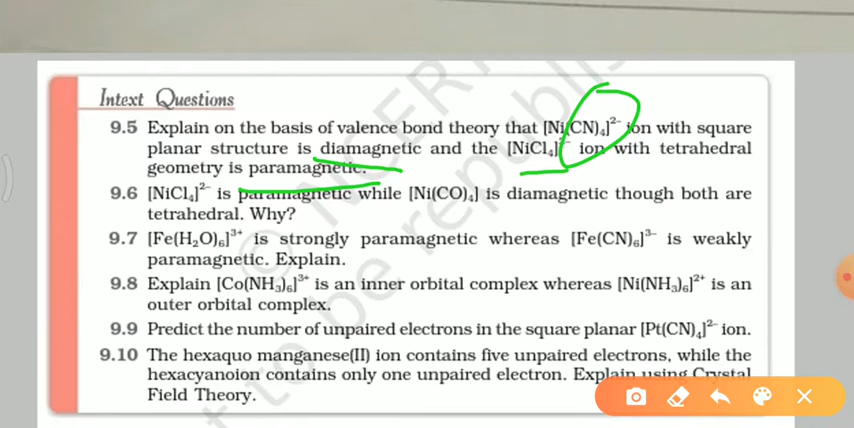 Intext Questions
9.5 Explain on the basis of valence bond theory that [Ni(CN)₄]²⁻ ion with square
planar structure is diamagnetic and the [NiCl₄]²⁻ ion with tetrahedral
geometry is paramagnetic.
9.6 [NiCl₄]²⁻ is paramagnetic while [Ni(CO)₄] is diamagnetic though both are
tetrahedral. Why?
9.7 [Fe(H₂O)₆]³⁺ is strongly paramagnetic whereas [Fe(CN)₆]³⁻ is weakly
paramagnetic. Explain.
9.8 Explain [Co(NH₃)₆]³⁺ is an inner orbital complex whereas [Ni(NH₃)₆]²⁺ is an
outer orbital complex.
9.9 Predict the number of unpaired electrons in the square planar [Pt(CN)₄]²⁻ ion.
9.10 The hexaquo manganese(II) ion contains five unpaired electrons, while the
hexacyanoion contains only one unpaired electron. Explain using Crystal
Field Theory.